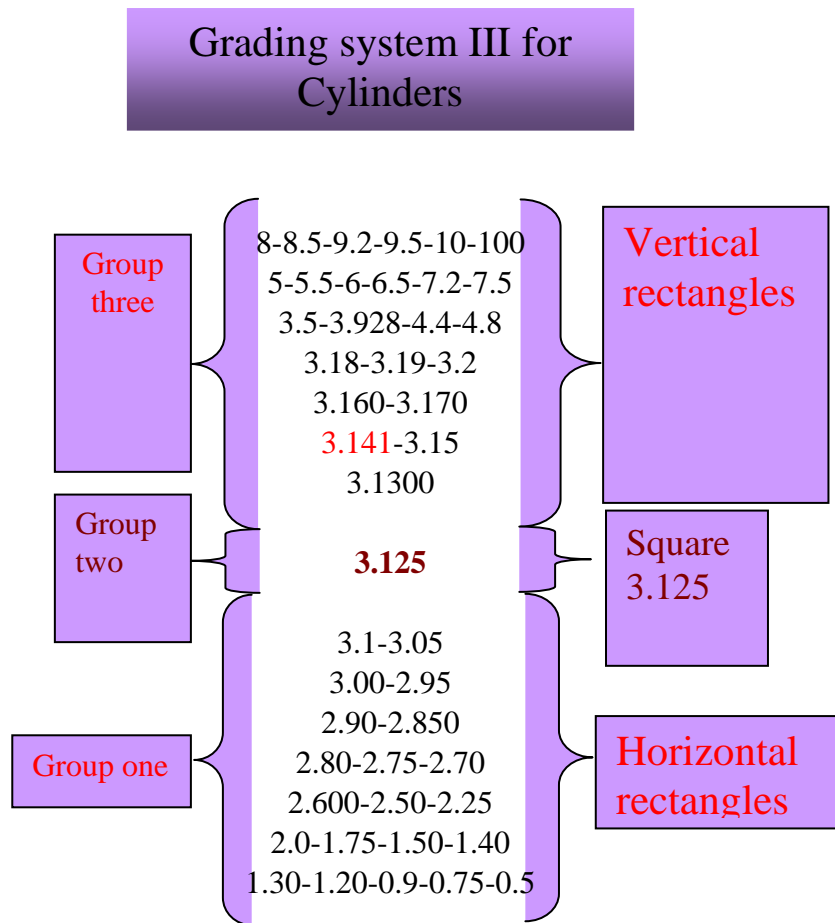 Grading system III for
Cylinders
Group
three
8-8.5-9.2-9.5-10-100
5-5.5-6-6.5-7.2-7.5
3.5-3.928-4.4-4.8
3.18-3.19-3.2
3.160-3.170
3.141-3.15
3.1300
Vertical
rectangles
Group
two
3.125
Square
3.125
Group one
3.1-3.05
3.00-2.95
2.90-2.850
2.80-2.75-2.70
2.600-2.50-2.25
2.0-1.75-1.50-1.40
1.30-1.20-0.9-0.75-0.5
Horizontal
rectangles